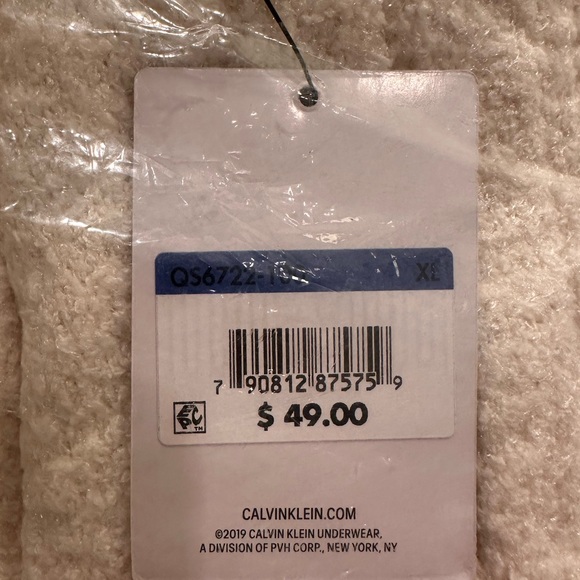 QS6722- XL
7 90812 87575 9
EPC™
$ 49.00
CALVINKLEIN.COM
©2019 CALVIN KLEIN UNDERWEAR,
A DIVISION OF PVH CORP., NEW YORK, NY